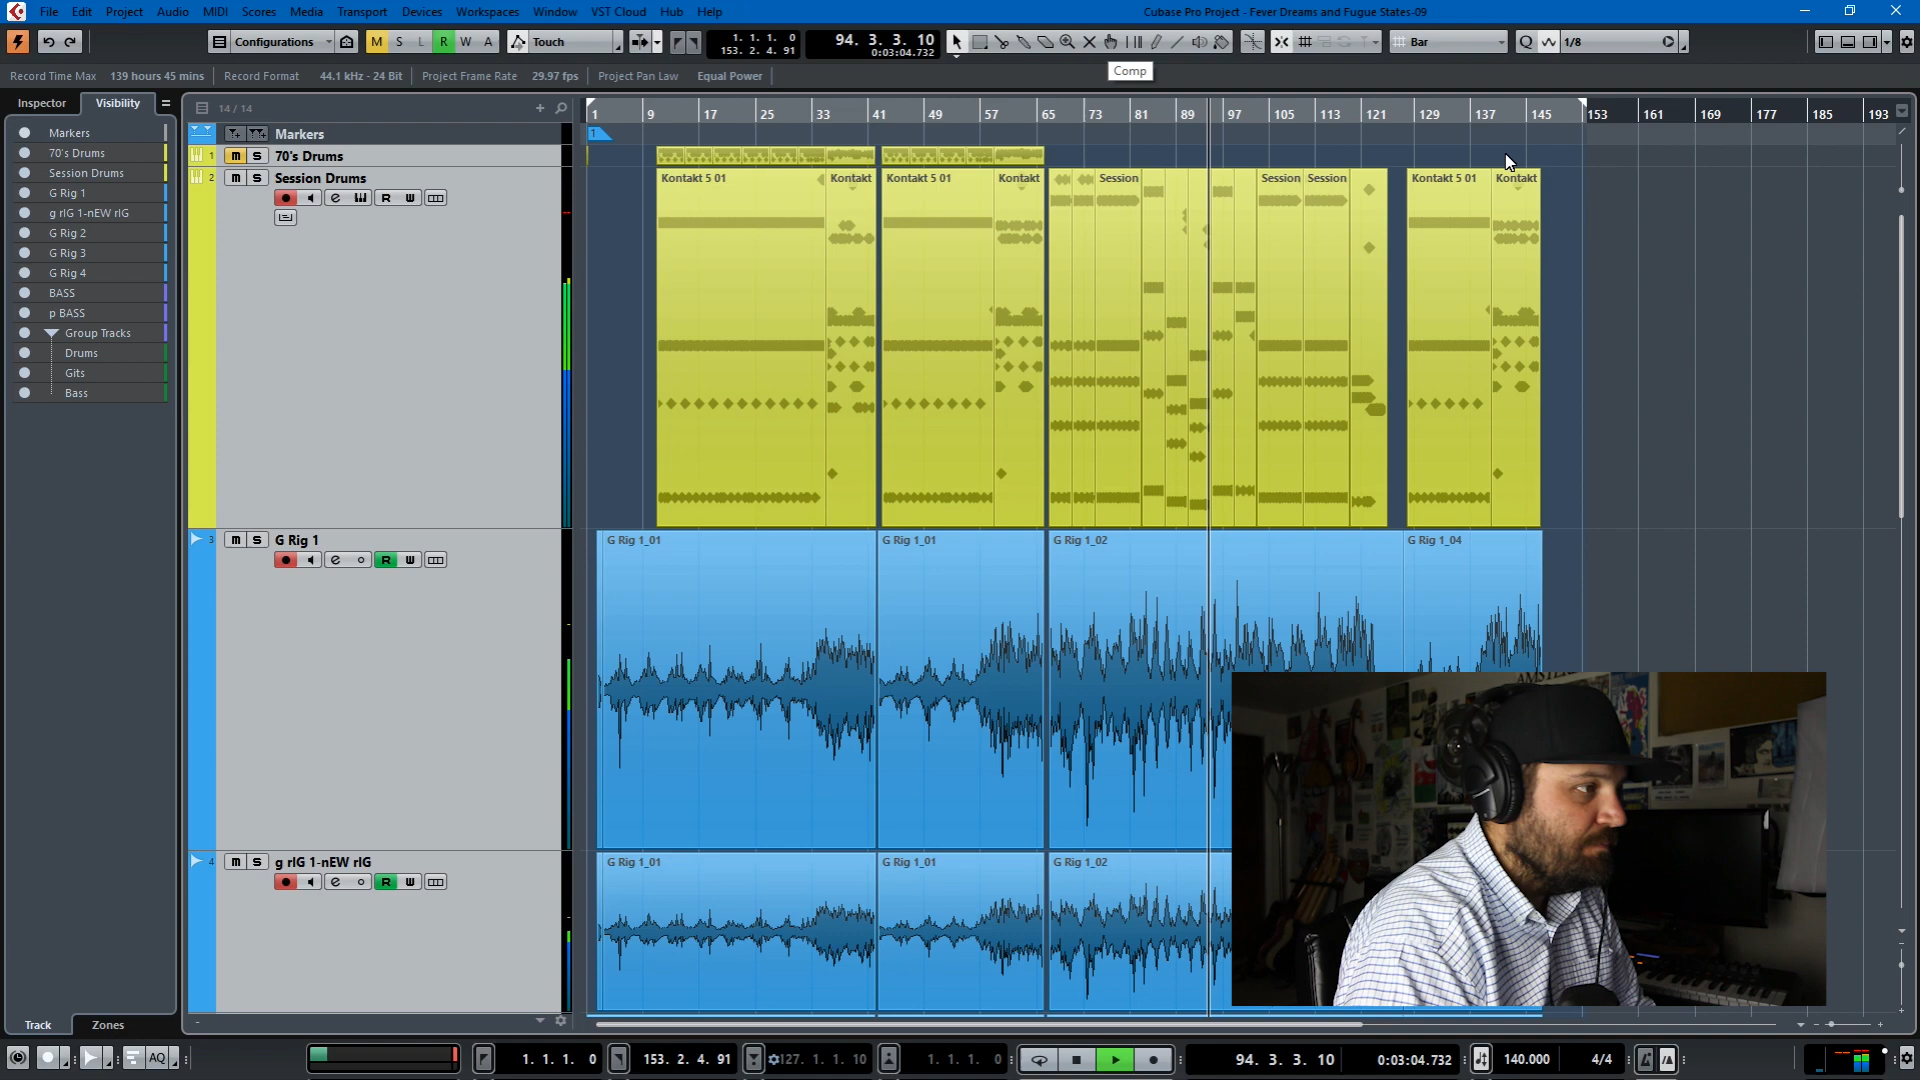 File Edit Project Audio MIDI Scores Media Transport Devices Workspaces Window VST Cloud Hub Help
Cubase Pro Project - Fever Dreams and Fugue States-09
Configurations
M S L R W A
Touch
1. 1. 1. 0
153. 2. 4. 91
94. 3. 3. 10
0:03:04.732
Bar
Q
1/8
Record Time Max 139 hours 45 mins Record Format 44.1 kHz - 24 Bit Project Frame Rate 29.97 fps Project Pan Law Equal Power
Comp
Inspector Visibility
14 / 14
1 9 17 25 33 41 49 57 65 73 81 89 97 105 113 121 129 137 145 153 161 169 177 185 193
Markers
70's Drums
Session Drums
G Rig 1
g rIG 1-nEW rIG
G Rig 2
G Rig 3
G Rig 4
BASS
p BASS
Group Tracks
Drums
Gits
Bass
Markers
1
1 m S 70's Drums
2 m S Session Drums
R W
Kontakt 5 01 Kontakt Kontakt 5 01 Kontakt Session Session Session Kontakt 5 01 Kontakt
3 m S G Rig 1
R W
G Rig 1_01 G Rig 1_01 G Rig 1_02 G Rig 1_04
4 m S g rIG 1-nEW rIG
R W
G Rig 1_01 G Rig 1_01 G Rig 1_02
Track Zones
AQ
1. 1. 1. 0
153. 2. 4. 91
127. 1. 1. 10
1. 1. 1. 0
94. 3. 3. 10
0:03:04.732
140.000
4/4